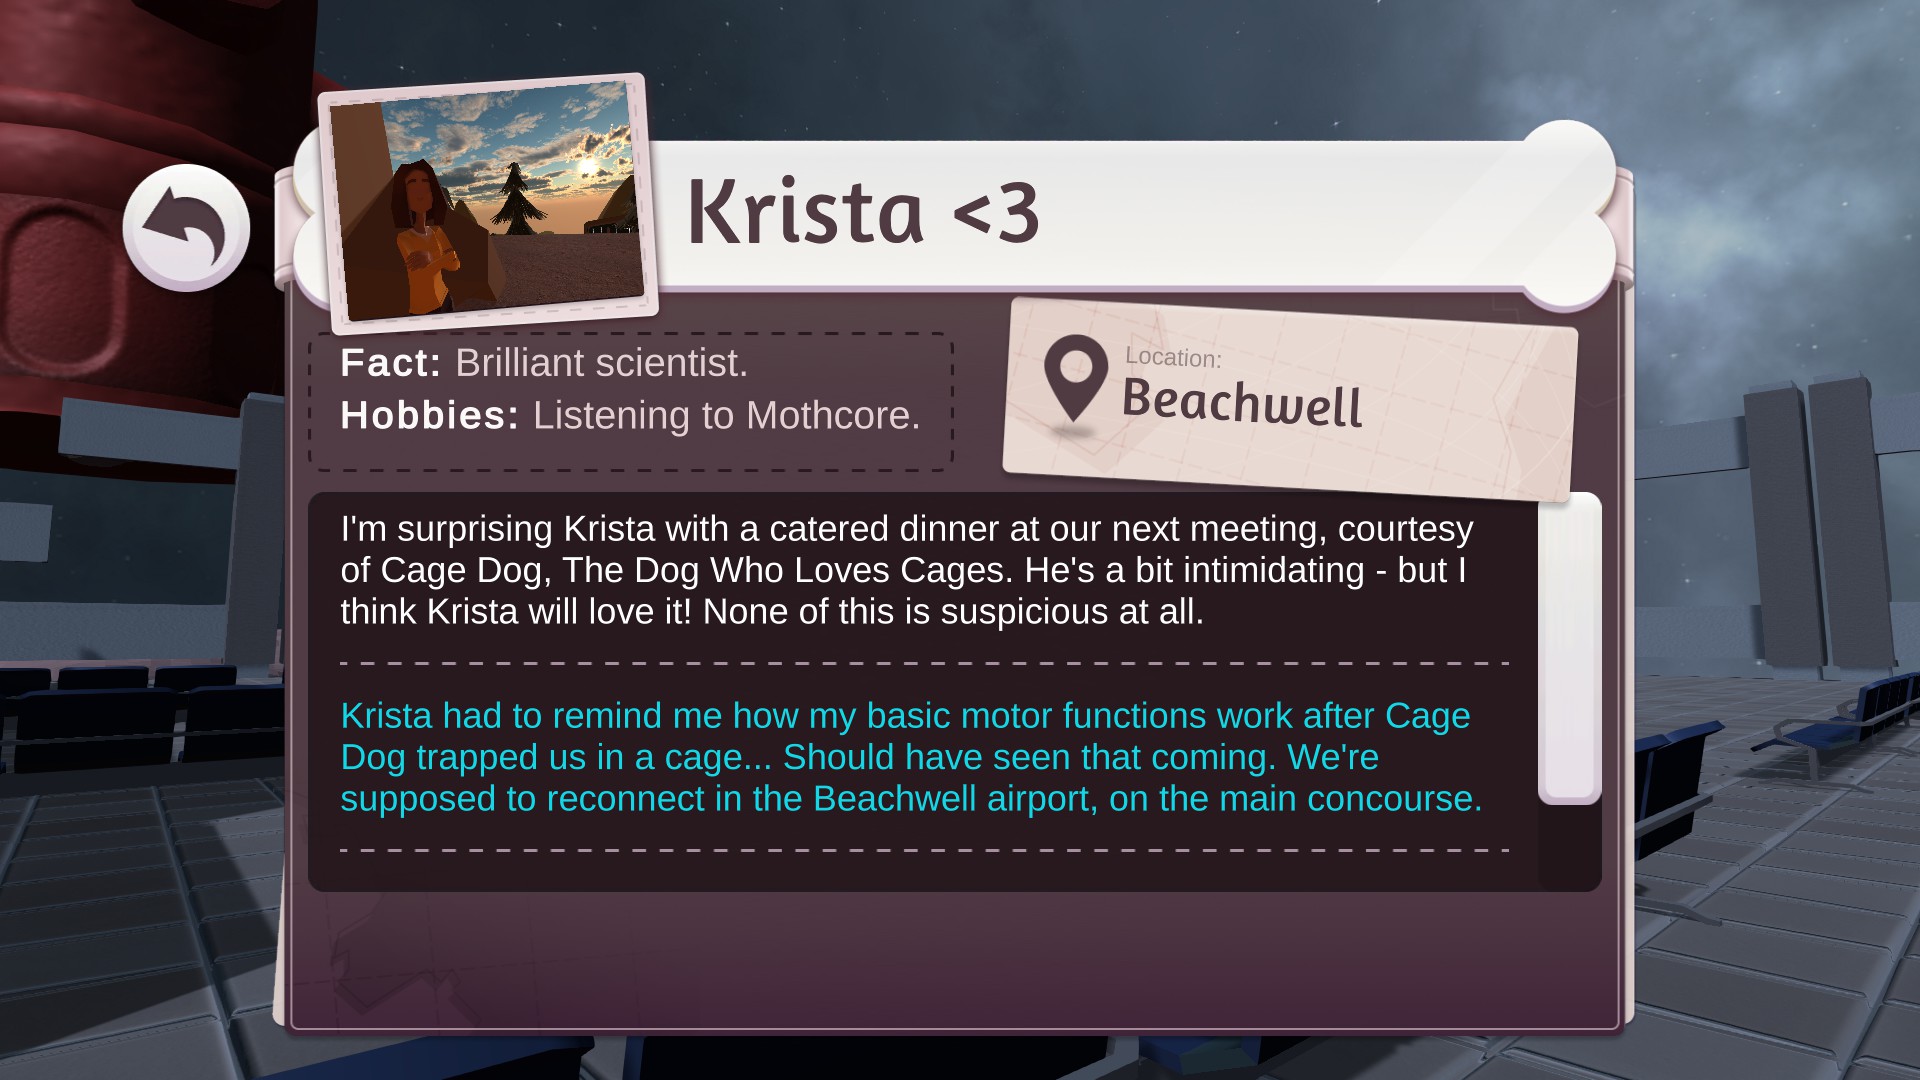 Krista <3
Fact: Brilliant scientist.
Hobbies: Listening to Mothcore.
Location:
Beachwell
I'm surprising Krista with a catered dinner at our next meeting, courtesy
of Cage Dog, The Dog Who Loves Cages. He's a bit intimidating - but I
think Krista will love it! None of this is suspicious at all.
Krista had to remind me how my basic motor functions work after Cage
Dog trapped us in a cage... Should have seen that coming. We're
supposed to reconnect in the Beachwell airport, on the main concourse.